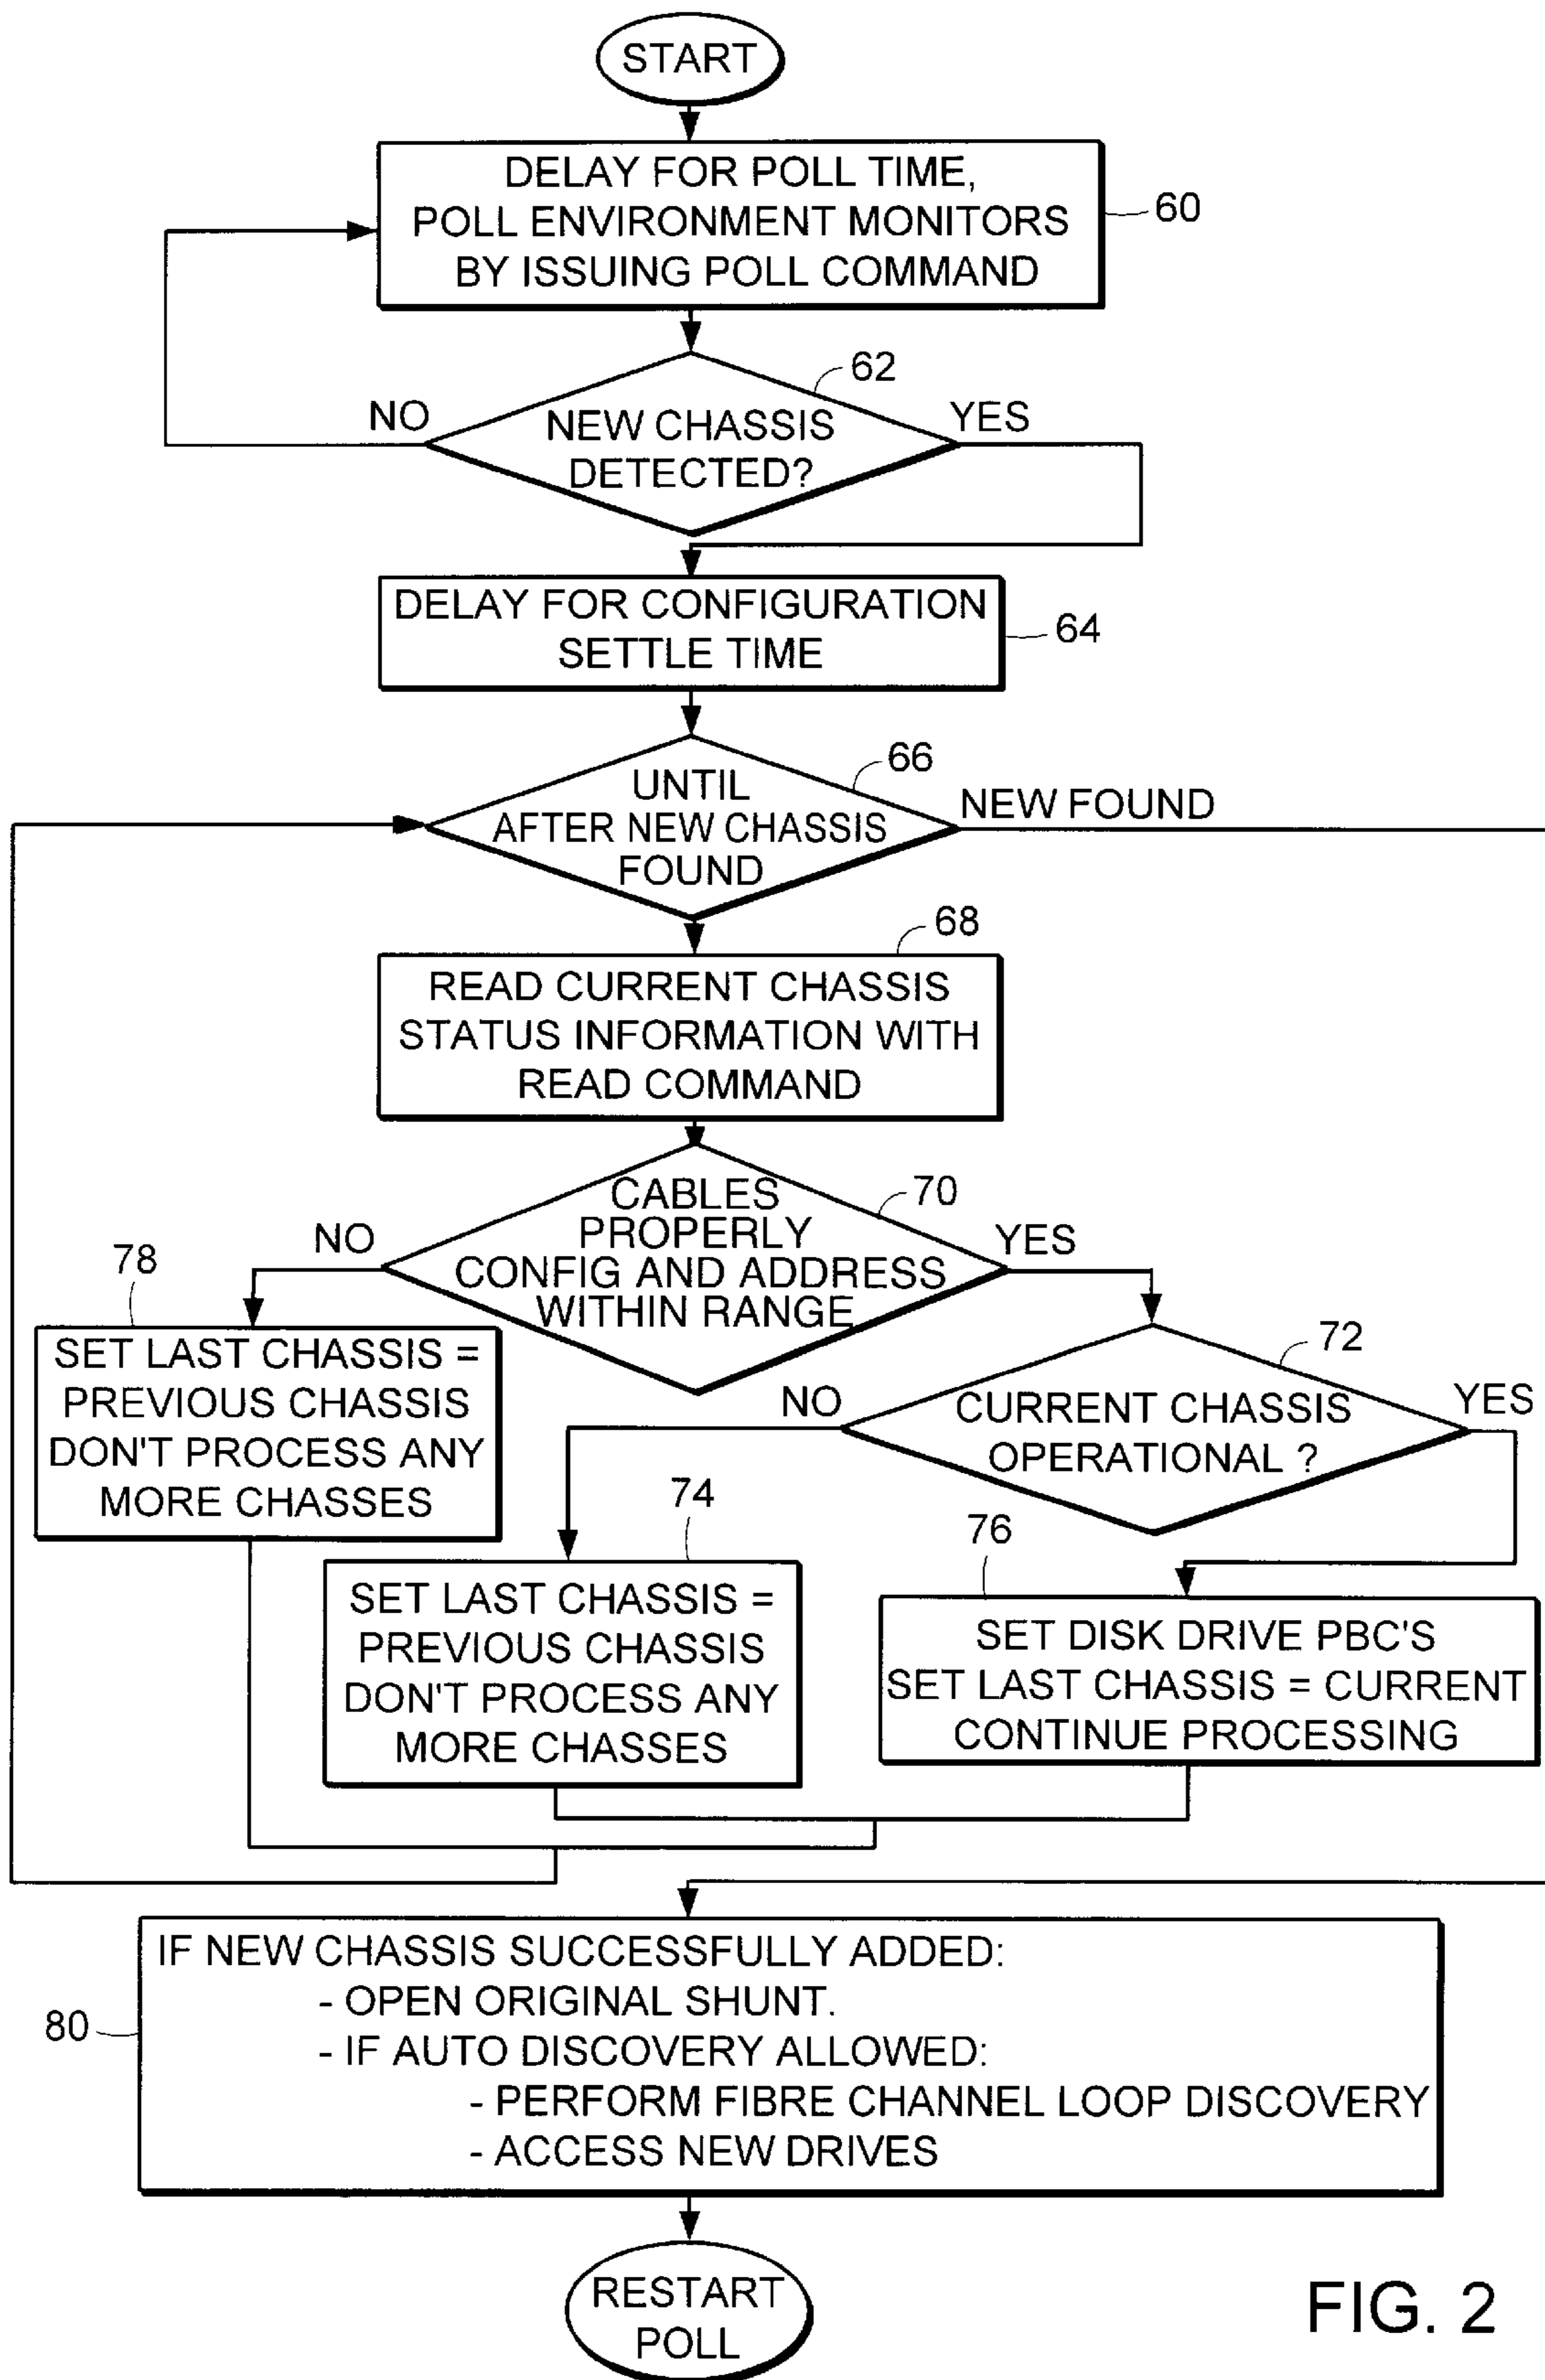 START
DELAY FOR POLL TIME,
POLL ENVIRONMENT MONITORS
BY ISSUING POLL COMMAND
60
62
NO
YES
NEW CHASSIS
DETECTED?
DELAY FOR CONFIGURATION
SETTLE TIME
64
66
UNTIL
AFTER NEW CHASSIS
FOUND
NEW FOUND
68
READ CURRENT CHASSIS
STATUS INFORMATION WITH
READ COMMAND
70
CABLES
PROPERLY
CONFIG AND ADDRESS
WITHIN RANGE
NO
YES
78
SET LAST CHASSIS =
PREVIOUS CHASSIS
DON'T PROCESS ANY
MORE CHASSES
72
NO
YES
CURRENT CHASSIS
OPERATIONAL ?
74
SET LAST CHASSIS =
PREVIOUS CHASSIS
DON'T PROCESS ANY
MORE CHASSES
76
SET DISK DRIVE PBC'S
SET LAST CHASSIS = CURRENT
CONTINUE PROCESSING
80
IF NEW CHASSIS SUCCESSFULLY ADDED:
- OPEN ORIGINAL SHUNT.
- IF AUTO DISCOVERY ALLOWED:
- PERFORM FIBRE CHANNEL LOOP DISCOVERY
- ACCESS NEW DRIVES
RESTART
POLL
FIG. 2